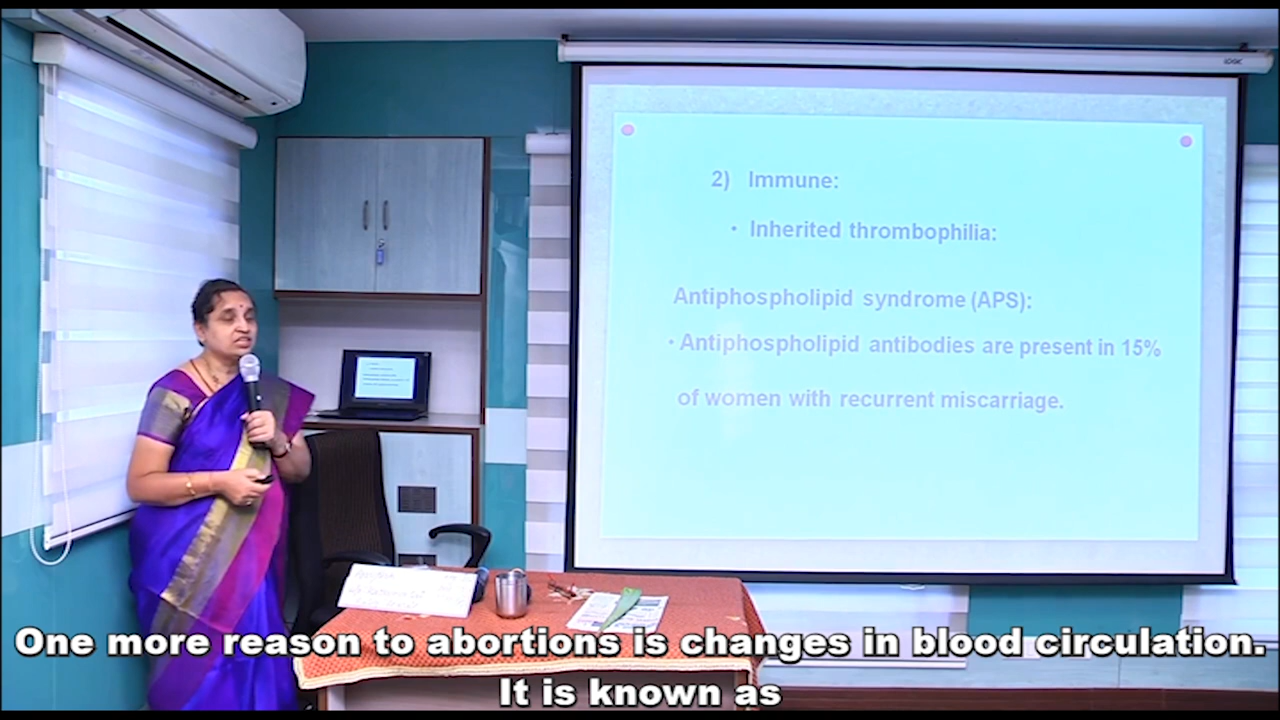 2) Immune:
• Inherited thrombophilia:
Antiphospholipid syndrome (APS):
• Antiphospholipid antibodies are present in 15%
of women with recurrent miscarriage.
One more reason to abortions is changes in blood circulation.
It is known as